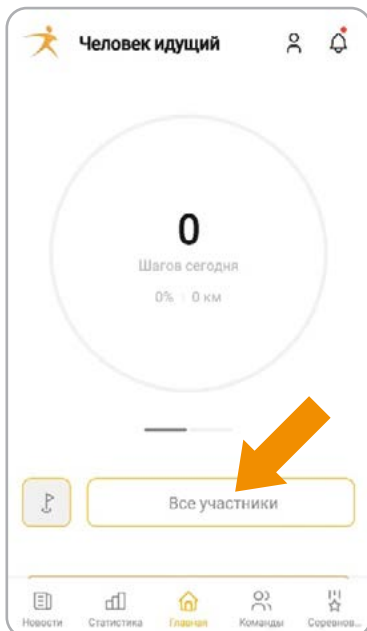 Человек идущий
0
Шагов сегодня
0% | 0 км
Все участники
Новости Статистика Главная Команды Соревнов...